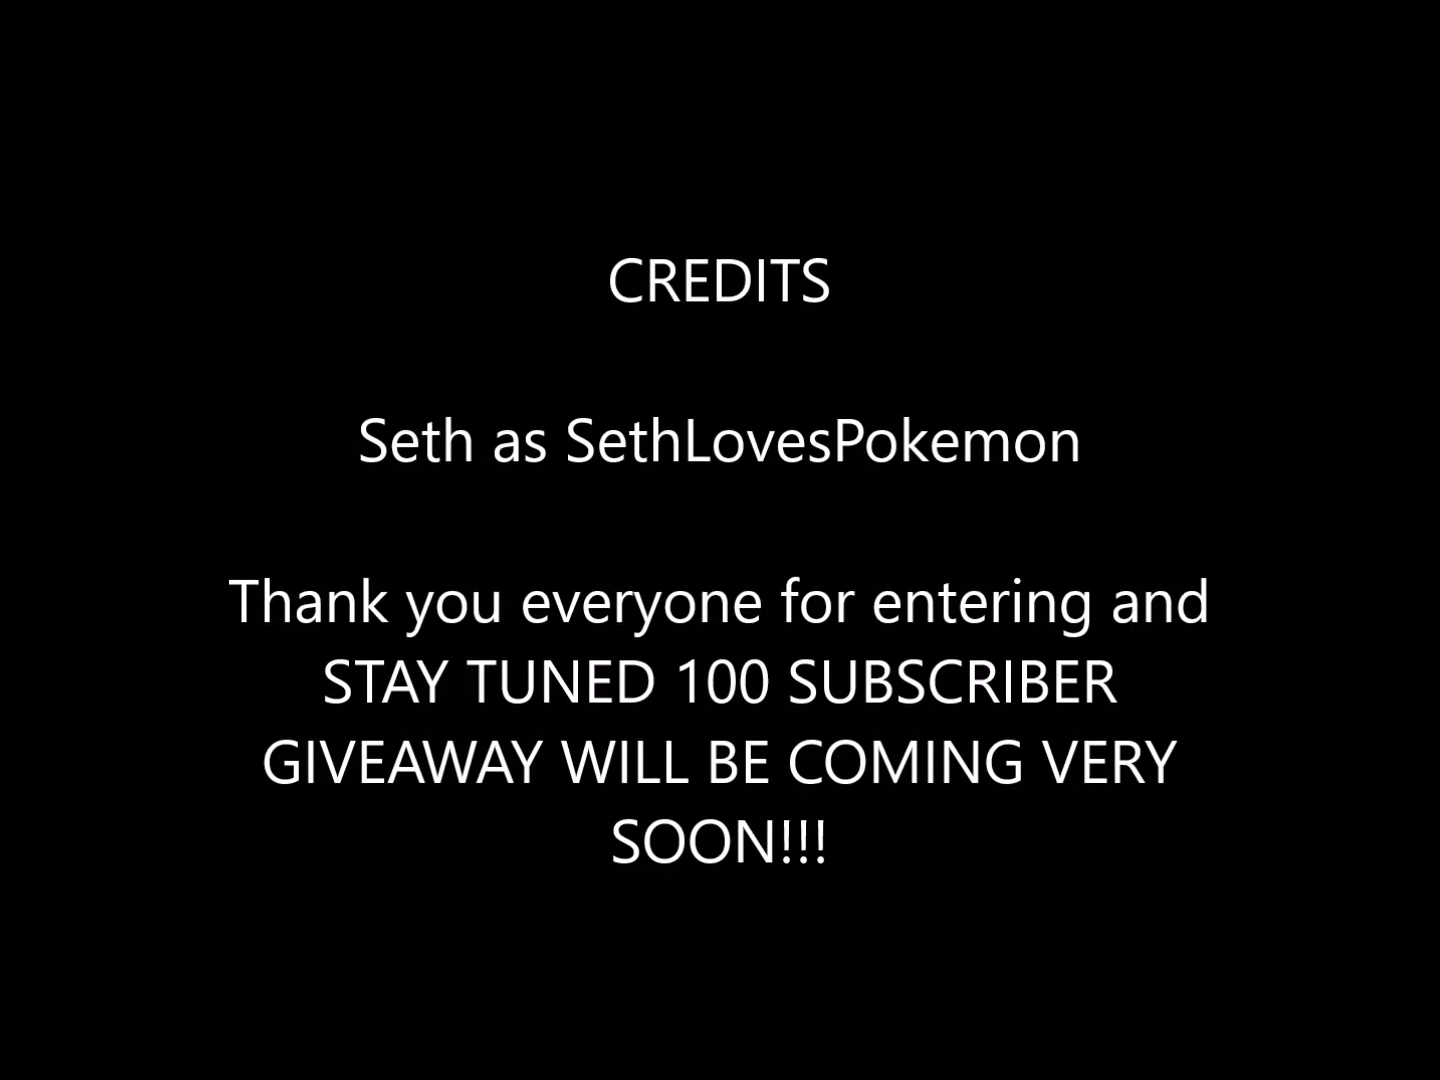 CREDITS
Seth as SethLovesPokemon
Thank you everyone for entering and
STAY TUNED 100 SUBSCRIBER
GIVEAWAY WILL BE COMING VERY
SOON!!!